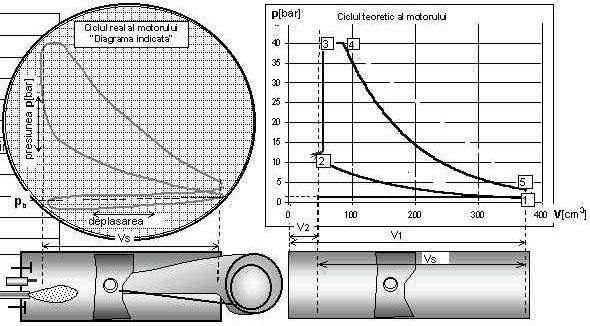 Ciclul real al motorului
"Diagrama indicata"
presiunea p[bar]
deplasarea
Vs
p[bar]
Ciclul teoretic al motorului
40
35
30
25
20
15
10
5
0
3
4
2
5
1
0
100
200
300
400
V[cm³]
V2
V1
Vs